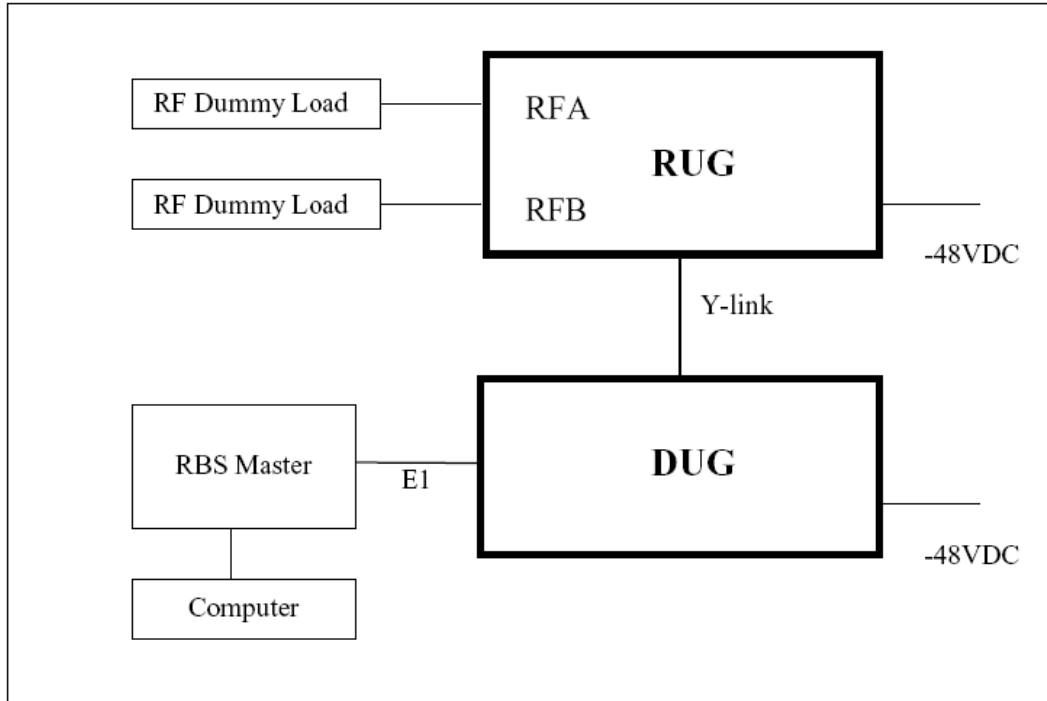 RF Dummy Load
RFA
RUG
RF Dummy Load
RFB
-48VDC
Y-link
RBS Master
E1
DUG
-48VDC
Computer